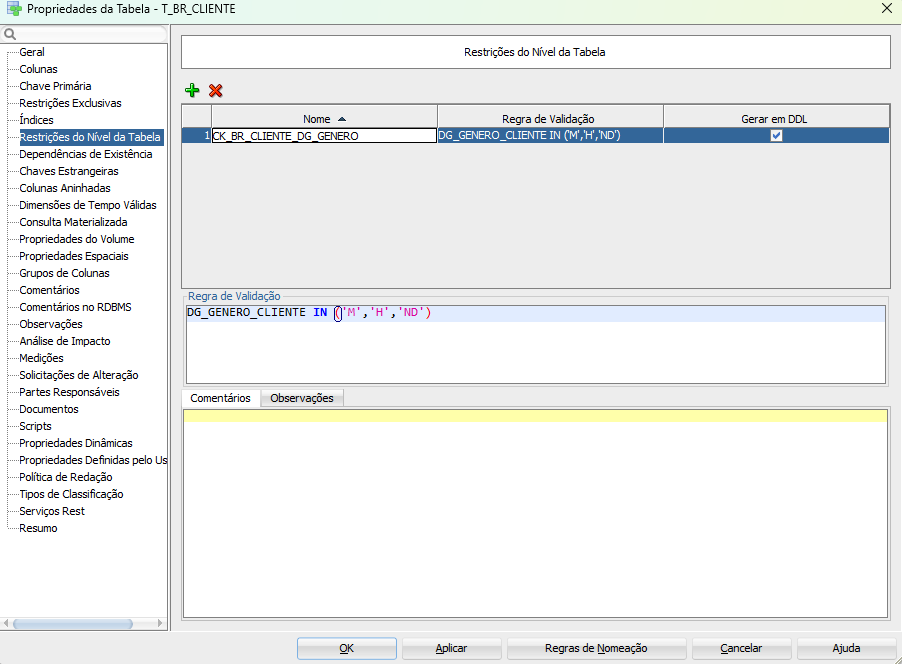 Propriedades da Tabela - T_BR_CLIENTE
Geral
Colunas
Chave Primária
Restrições Exclusivas
Índices
Restrições do Nível da Tabela
Dependências de Existência
Chaves Estrangeiras
Colunas Aninhadas
Dimensões de Tempo Válidas
Consulta Materializada
Propriedades do Volume
Propriedades Espaciais
Grupos de Colunas
Comentários
Comentários no RDBMS
Observações
Análise de Impacto
Medições
Solicitações de Alteração
Partes Responsáveis
Documentos
Scripts
Propriedades Dinâmicas
Propriedades Definidas pelo Us
Política de Redação
Tipos de Classificação
Serviços Rest
Resumo
Restrições do Nível da Tabela
Nome Regra de Validação Gerar em DDL
1 CK_BR_CLIENTE_DG_GENERO DG_GENERO_CLIENTE IN ('M','H','ND')
Regra de Validação
DG_GENERO_CLIENTE IN ('M','H','ND')
Comentários Observações
OK Aplicar Regras de Nomeação Cancelar Ajuda